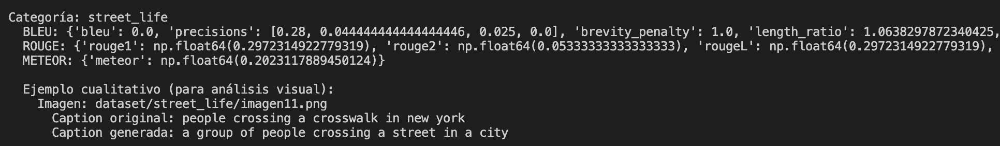 Categoría: street_life
BLEU: {'bleu': 0.0, 'precisions': [0.28, 0.044444444444444446, 0.025, 0.0], 'brevity_penalty': 1.0, 'length_ratio': 1.0638297872340425,
ROUGE: {'rouge1': np.float64(0.2972314922779319), 'rouge2': np.float64(0.05333333333333333), 'rougeL': np.float64(0.2972314922779319),
METEOR: {'meteor': np.float64(0.2023117889450124)}
Ejemplo cualitativo (para análisis visual):
Imagen: dataset/street_life/imagen11.png
Caption original: people crossing a crosswalk in new york
Caption generada: a group of people crossing a street in a city